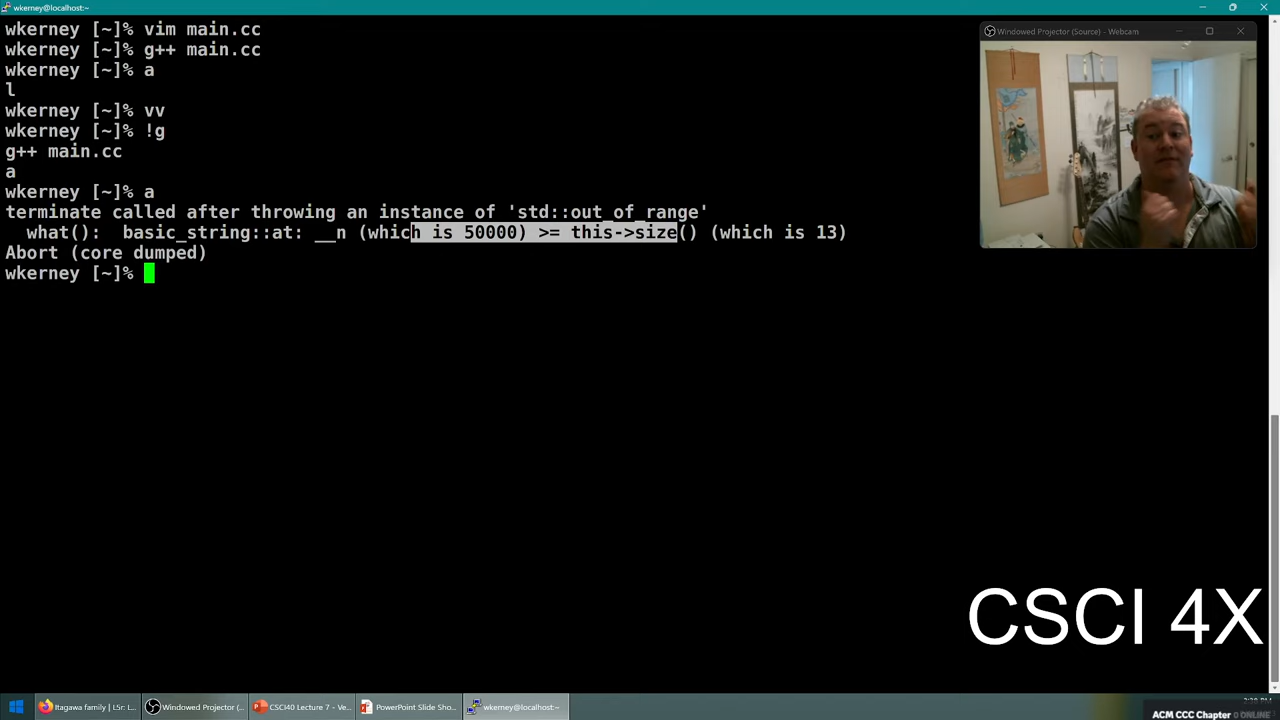 wkerney@localhost:~
wkerney [~]% vim main.cc
wkerney [~]% g++ main.cc
wkerney [~]% a
l
wkerney [~]% vv
wkerney [~]% !g
g++ main.cc
a
wkerney [~]% a
terminate called after throwing an instance of 'std::out_of_range'
  what():  basic_string::at: __n (which is 50000) >= this->size() (which is 13)
Abort (core dumped)
wkerney [~]%
Windowed Projector (Source) - Webcam
CSCI 4X
Itagawa family | L5r: L...
Windowed Projector (...
CSCI40 Lecture 7 - Ve...
PowerPoint Slide Sho...
wkerney@localhost:~
ACM CCC Chapter 0 ONLINE